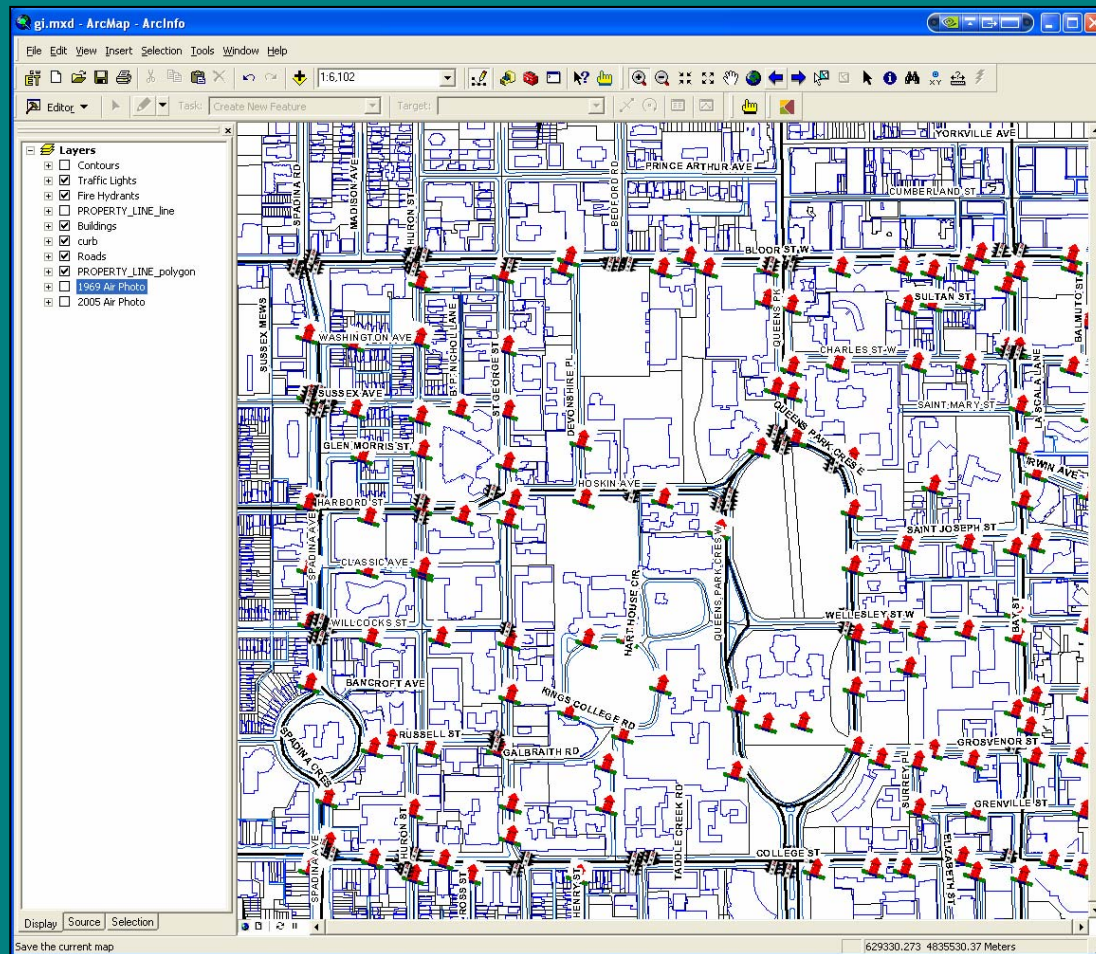 gi.mxd - ArcMap - ArcInfo
File Edit View Insert Selection Tools Window Help
1:6,102
Editor Task: Create New Feature Target:
Layers
Contours
Traffic Lights
Fire Hydrants
PROPERTY_LINE_line
Buildings
curb
Roads
PROPERTY_LINE_polygon
1969 Air Photo
2005 Air Photo
YORKVILLE AVE
PRINCE ARTHUR AVE
CUMBERLAND ST
SPADINA RD
MADISON AVE
HURON ST
BEDFORD RD
BLOOR ST W
SULTAN ST
QUEENS PK
BALMUTO ST
SUSSEX MEWS
WASHINGTON AVE
B. P. NICHOL LANE
ST GEORGE ST
DEVONSHIRE PL
CHARLES ST W
LA SCALA LANE
SUSSEX AVE
QUEENS PARK CRES E
SAINT MARY ST
GLEN MORRIS ST
IRWIN AVE
HOSKIN AVE
HARBORD ST
SPADINA AVE
SAINT JOSEPH ST
CLASSIC AVE
HART HOUSE CIR
QUEENS PARK CRES W
WILLCOCKS ST
WELLESLEY ST W
BAY ST
BANCROFT AVE
KINGS COLLEGE RD
SPADINA CRES
RUSSELL ST
GALBRAITH RD
GROSVENOR ST
SURREY PL
GRENVILLE ST
TADDLE CREEK RD
HURON ST
SPADINA AVE
COLLEGE ST
ELIZABETH ST
ROSS ST
HENRY ST
Display Source Selection
Save the current map
629330.273 4835530.37 Meters